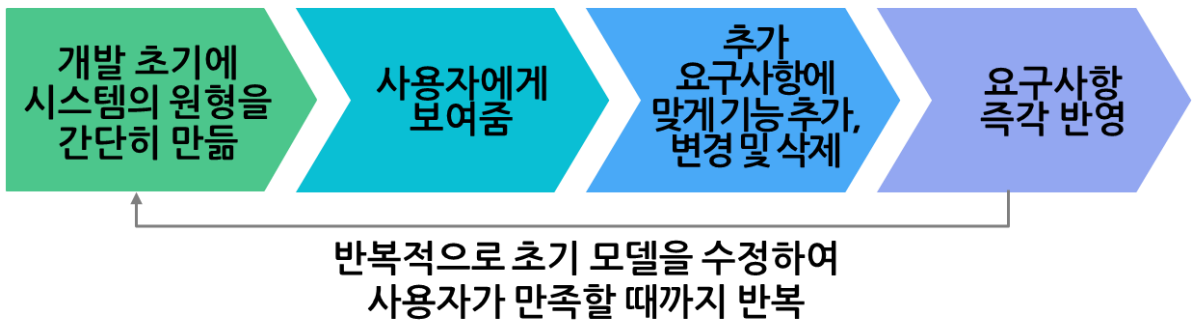 개발 초기에
시스템의 원형을
간단히 만듦
사용자에게
보여줌
추가
요구사항에
맞게 기능 추가,
변경 및 삭제
요구사항
즉각 반영
반복적으로 초기 모델을 수정하여
사용자가 만족할 때까지 반복